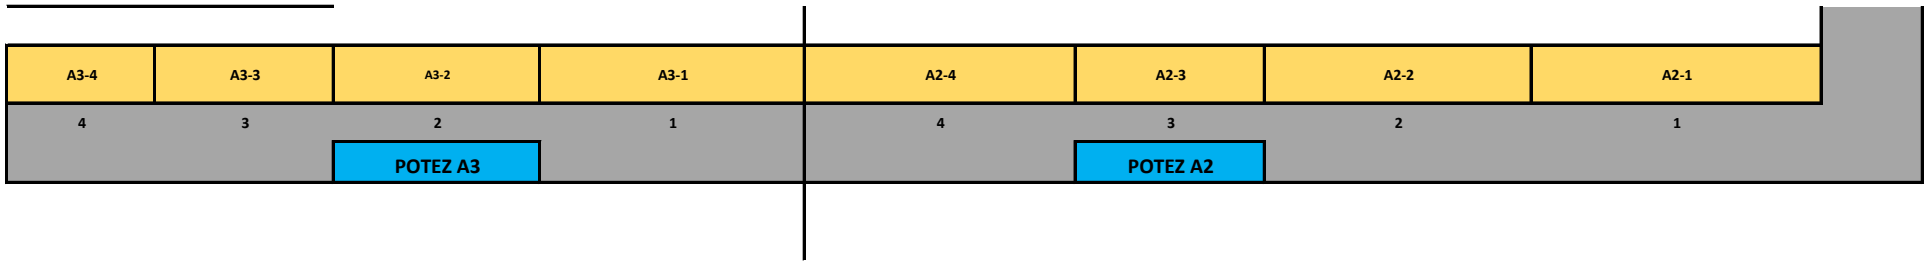 A3-4 A3-3 A3-2 A3-1 A2-4 A2-3 A2-2 A2-1
4 3 2 1 4 3 2 1
POTEZ A3 POTEZ A2